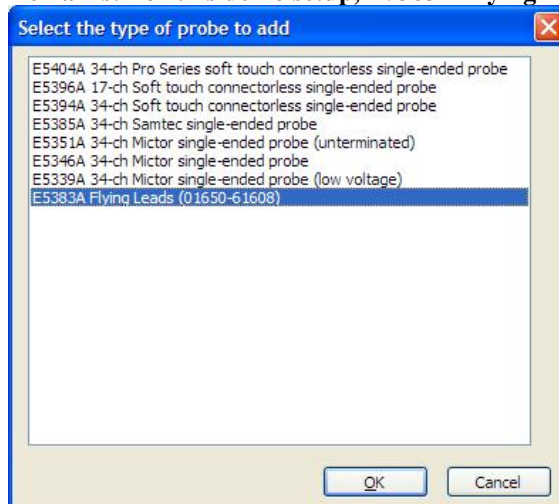 Select the type of probe to add
E5404A 34-ch Pro Series soft touch connectorless single-ended probe
E5396A 17-ch Soft touch connectorless single-ended probe
E5394A 34-ch Soft touch connectorless single-ended probe
E5385A 34-ch Samtec single-ended probe
E5351A 34-ch Mictor single-ended probe (unterminated)
E5346A 34-ch Mictor single-ended probe
E5339A 34-ch Mictor single-ended probe (low voltage)
E5383A Flying Leads (01650-61608)
OK Cancel